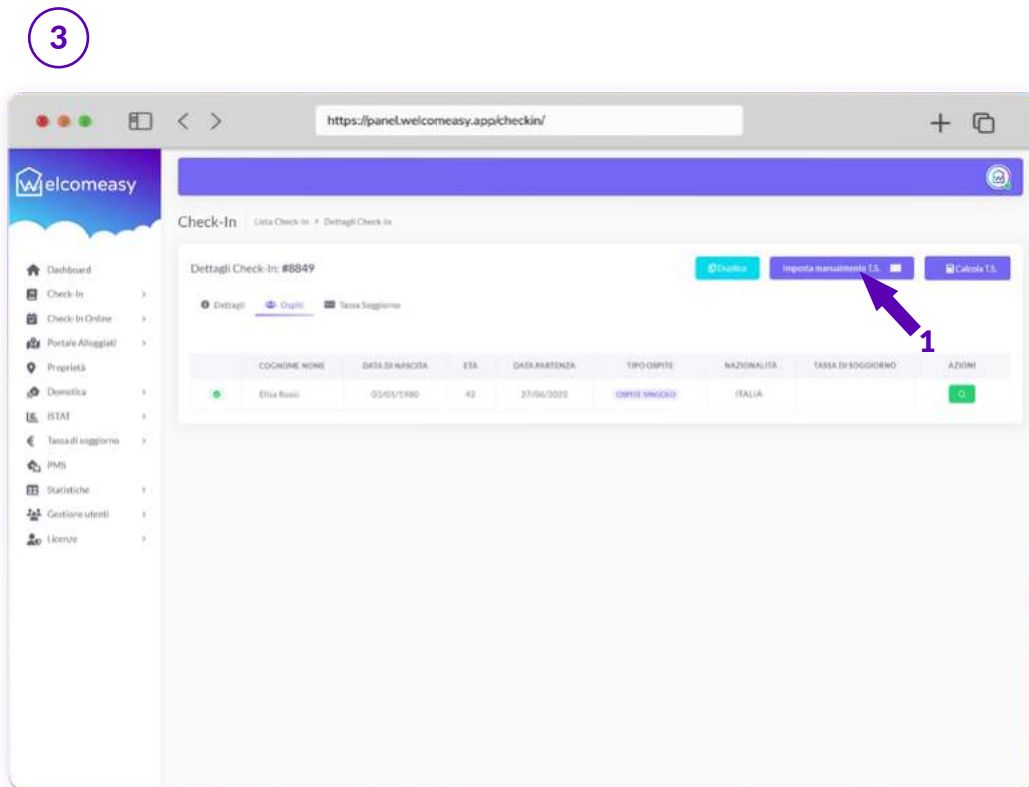 3
https://panel.welcomeasy.app/checkin/
Welcomeasy
Check-In Lista Check-In Dettagli Check-In
Dettagli Check-In: #8849
Duplica Imposta manualmente T.S. Calcola T.S.
Dettagli Ospiti Tassa Soggiorno
1
COGNOME NOME DATA DI NASCITA ETÀ DATA PARTENZA TIPO OSPITE NAZIONALITÀ TASSA DI SOGGIORNO AZIONI
Elisa Rossi 03/03/1980 42 27/06/2022 OSPITE SINGOLO ITALIA
Dashboard
Check-In
Check-In Online
Portale Alloggiati
Proprietà
Domotica
ISTAT
Tassa di soggiorno
PMS
Statistiche
Gestione utenti
Licenze